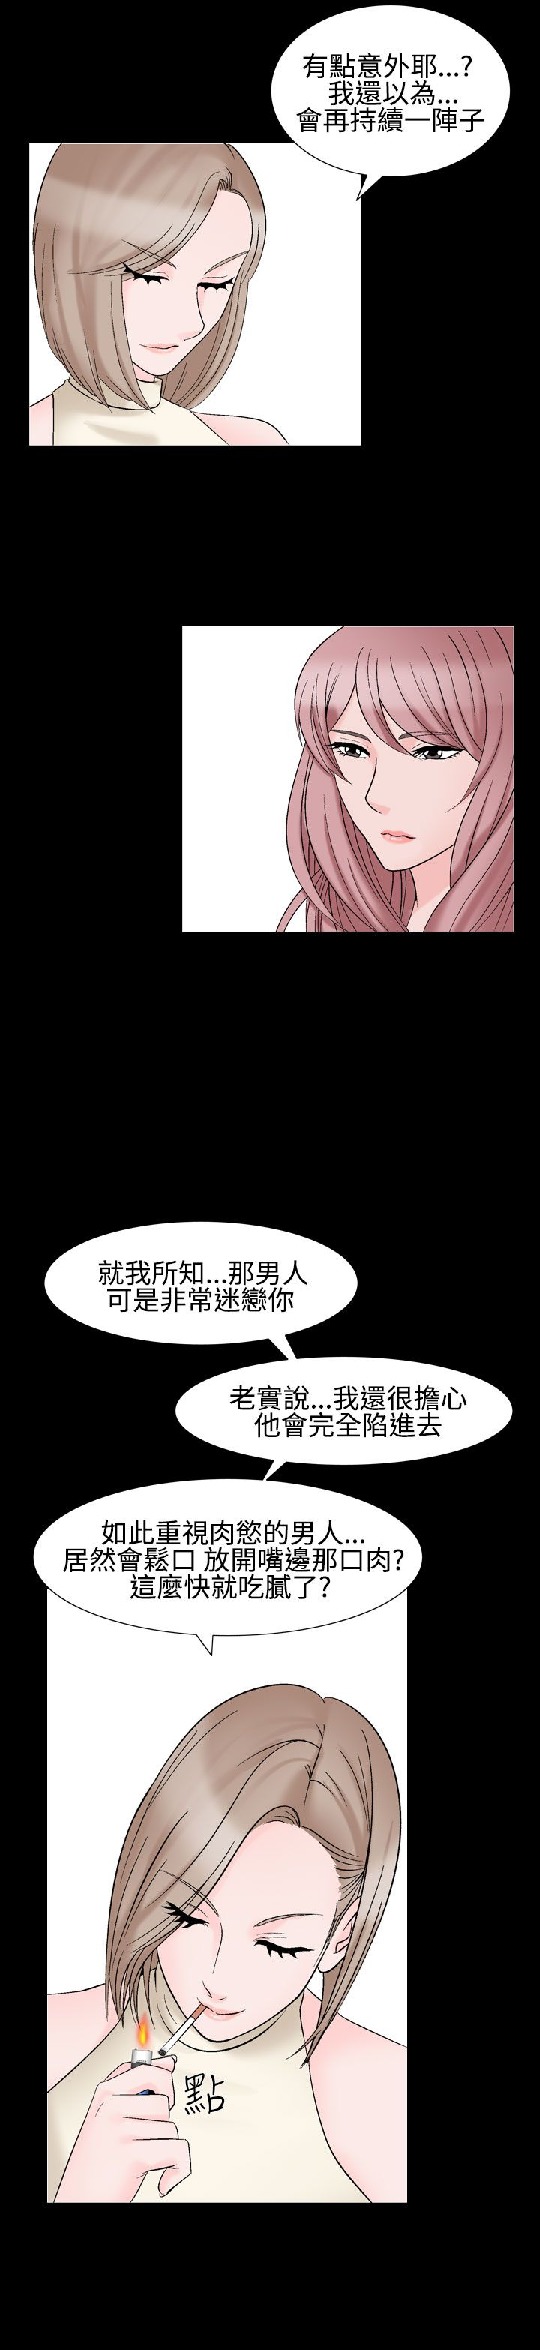 有點意外耶...?
我還以為...
會再持續一陣子
就我所知...那男人
可是非常迷戀你
老實說...我還很擔心
他會完全陷進去
如此重視肉慾的男人...
居然會鬆口 放開嘴邊那口肉?
這麼快就吃膩了?
點